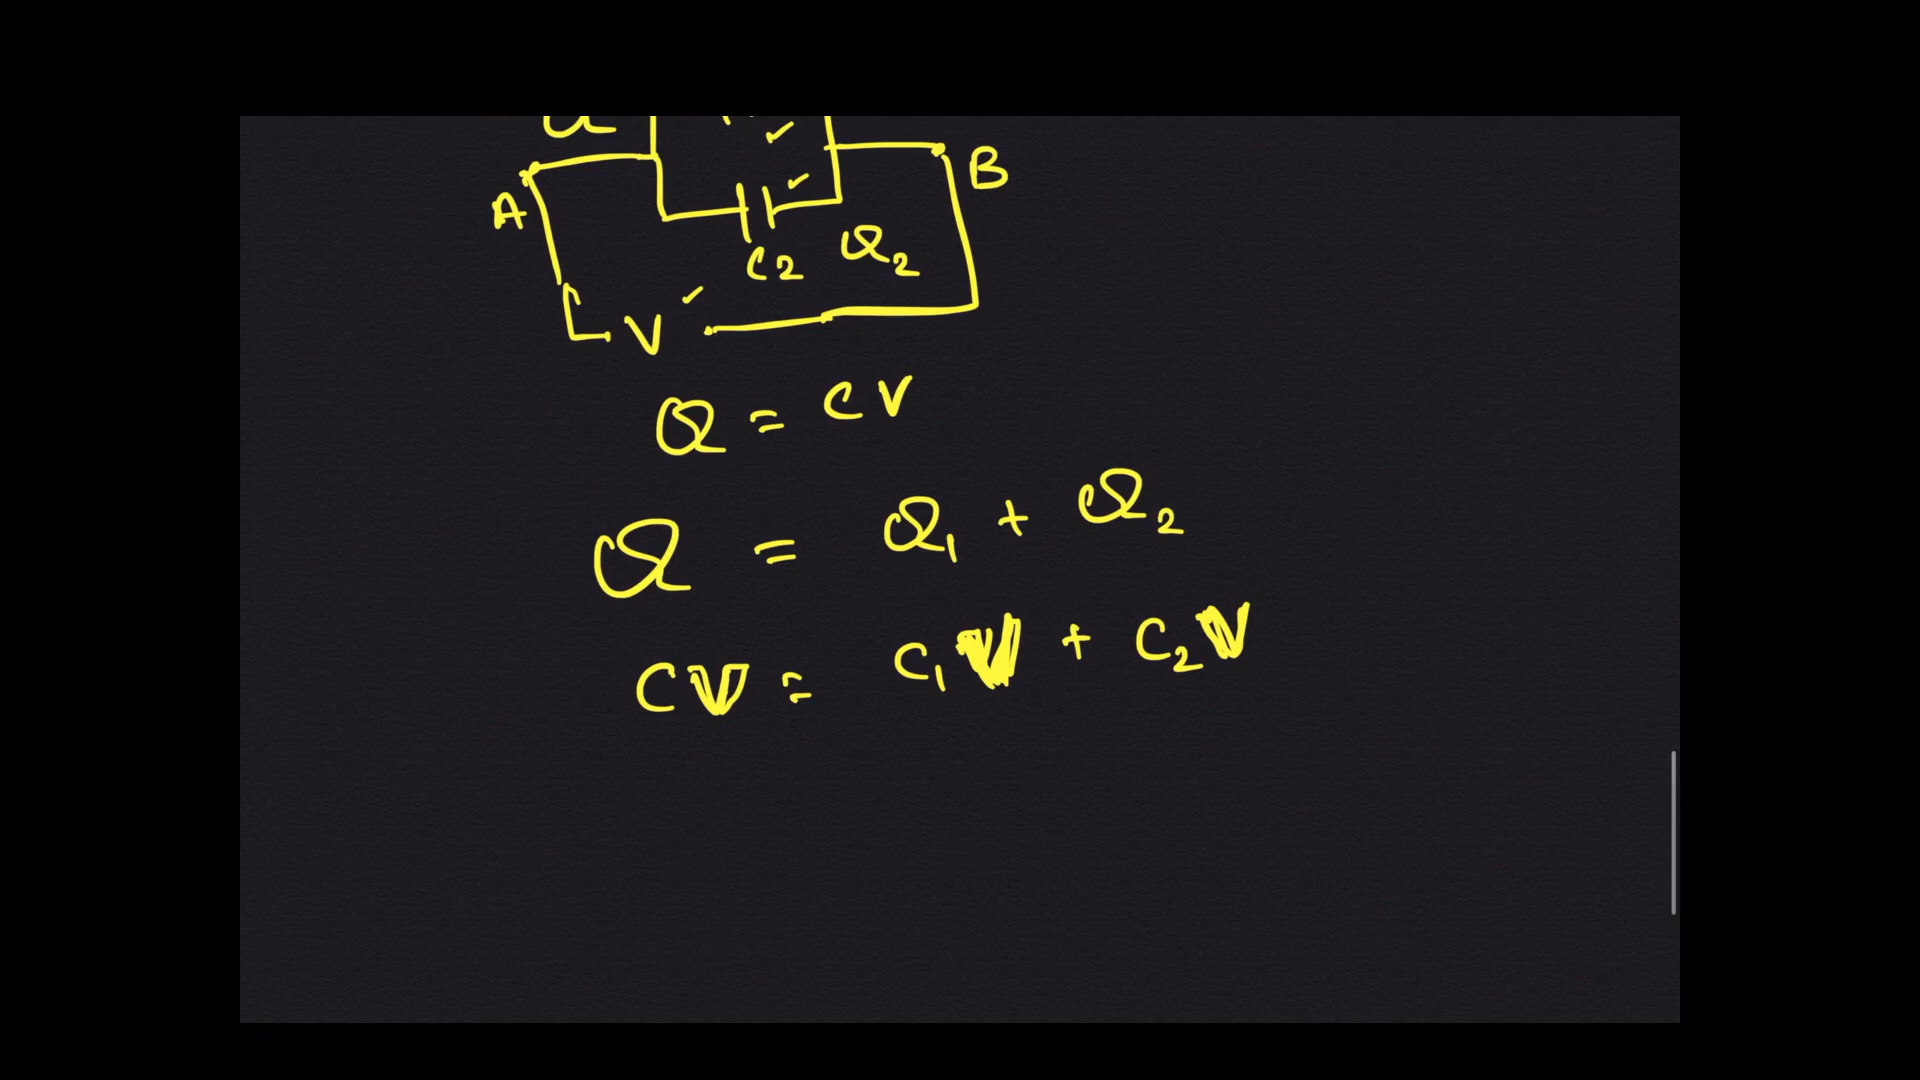 A
B
C2
Q2
V
Q = CV
Q = Q1 + Q2
CV = C1V + C2V